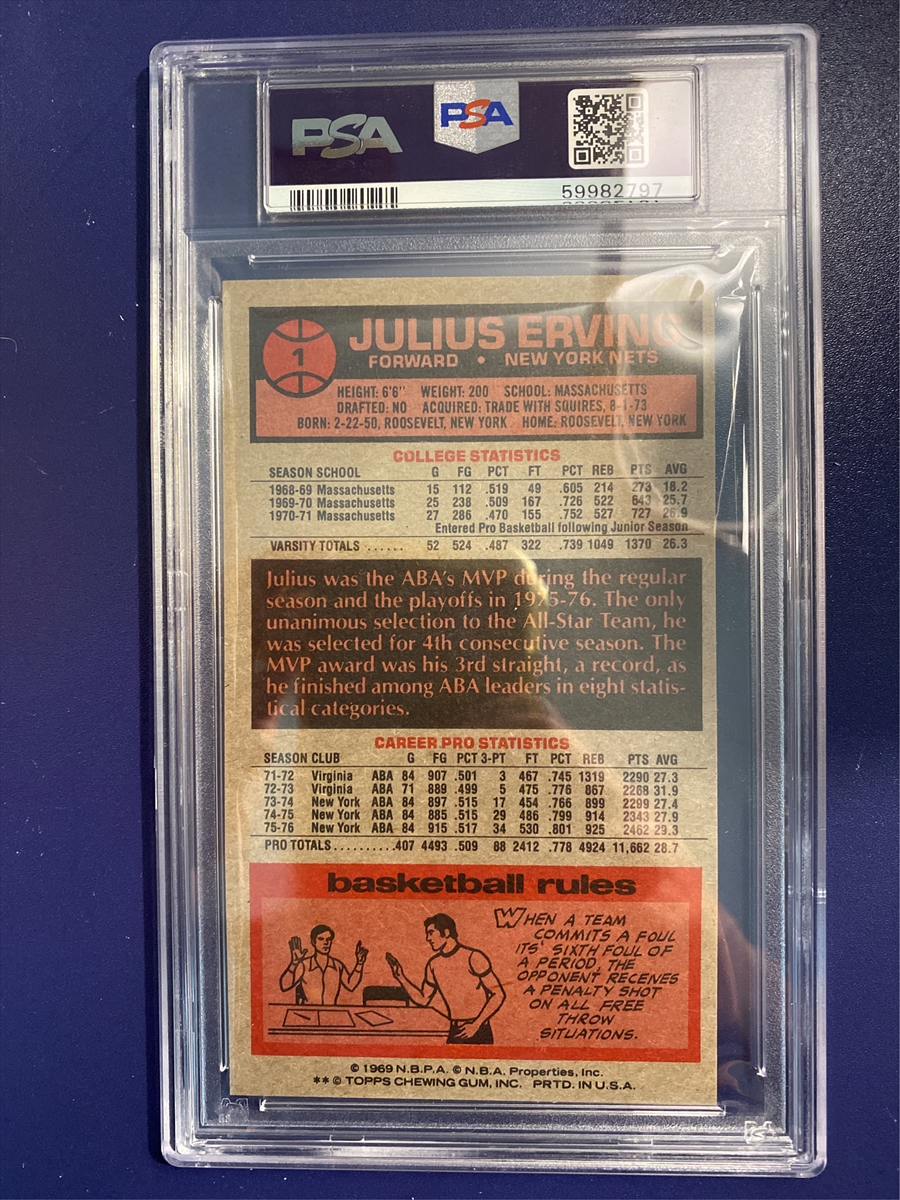 PSA PSA
59982797
JULIUS ERVING
1
FORWARD • NEW YORK NETS
HEIGHT: 6'6" WEIGHT: 200 SCHOOL: MASSACHUSETTS
DRAFTED: NO ACQUIRED: TRADE WITH SQUIRES, 8-1-73
BORN: 2-22-50, ROOSEVELT, NEW YORK HOME: ROOSEVELT, NEW YORK
COLLEGE STATISTICS
SEASON SCHOOL G FG PCT FT PCT REB PTS AVG
1968-69 Massachusetts 15 112 .519 49 .605 214 273 18.2
1969-70 Massachusetts 25 238 .509 167 .726 522 643 25.7
1970-71 Massachusetts 27 286 .470 155 .752 527 727 26.9
Entered Pro Basketball following Junior Season
VARSITY TOTALS ...... 52 524 .487 322 .739 1049 1370 26.3
Julius was the ABA's MVP during the regular
season and the playoffs in 1975-76. The only
unanimous selection to the All-Star Team, he
was selected for 4th consecutive season. The
MVP award was his 3rd straight, a record, as
he finished among ABA leaders in eight statis-
tical categories.
CAREER PRO STATISTICS
SEASON CLUB G FG PCT 3-PT FT PCT REB PTS AVG
71-72 Virginia ABA 84 907 .501 3 467 .745 1319 2290 27.3
72-73 Virginia ABA 71 889 .499 5 475 .776 867 2268 31.9
73-74 New York ABA 84 897 .515 17 454 .766 899 2299 27.4
74-75 New York ABA 84 885 .515 29 486 .799 914 2343 27.9
75-76 New York ABA 84 915 .517 34 530 .801 925 2462 29.3
PRO TOTALS..........407 4493 .509 88 2412 .778 4924 11,662 28.7
basketball rules
WHEN A TEAM
COMMITS A FOUL
ITS' SIXTH FOUL OF
A PERIOD, THE
OPPONENT RECEIVES
A PENALTY SHOT
ON ALL FREE
THROW
SITUATIONS.
© 1969 N.B.P.A. © N.B.A. Properties, Inc.
** © TOPPS CHEWING GUM, INC. PRTD. IN U.S.A.